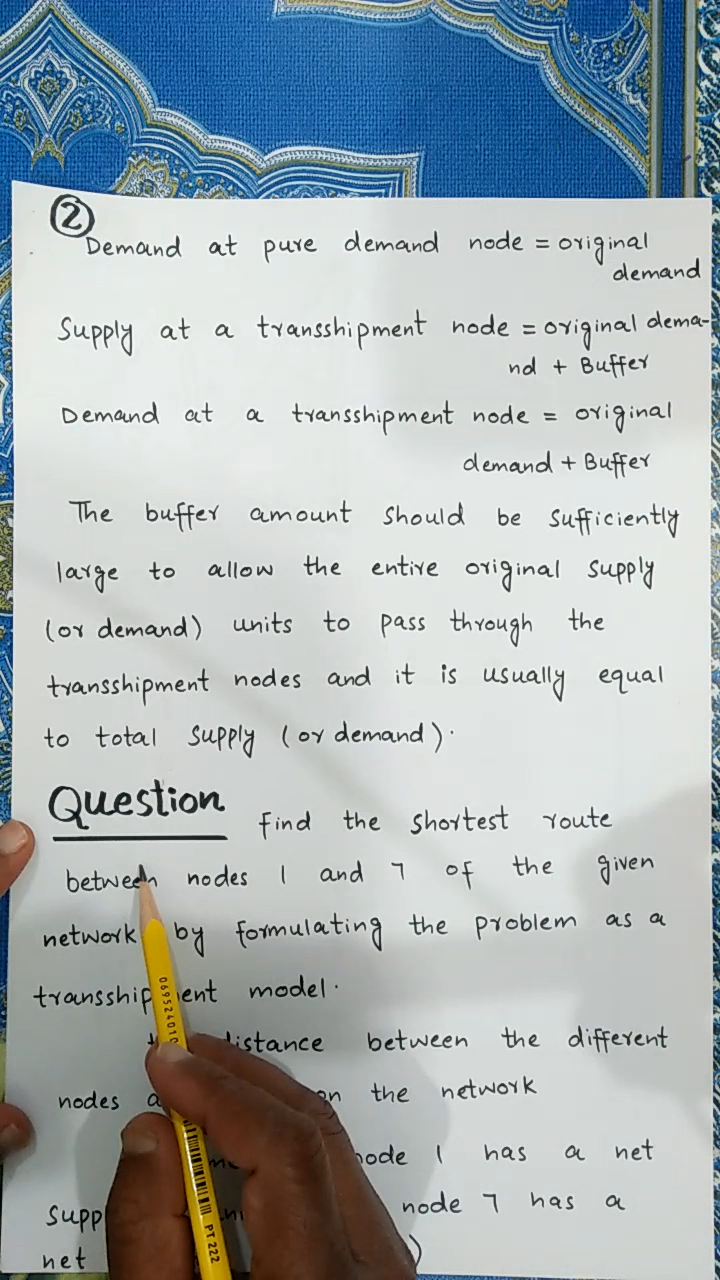 ②
Demand at pure demand node = original
demand
Supply at a transshipment node = original dema-
nd + Buffer
Demand at a transshipment node = original
demand + Buffer
The buffer amount should be sufficiently
large to allow the entire original supply
(or demand) units to pass through the
transshipment nodes and it is usually equal
to total supply (or demand).
Question find the shortest route
between nodes 1 and 7 of the given
network by formulating the problem as a
transshipment model.
distance between the different
nodes on the network
node 1 has a net
node 7 has a
net )
069524010
PT 222